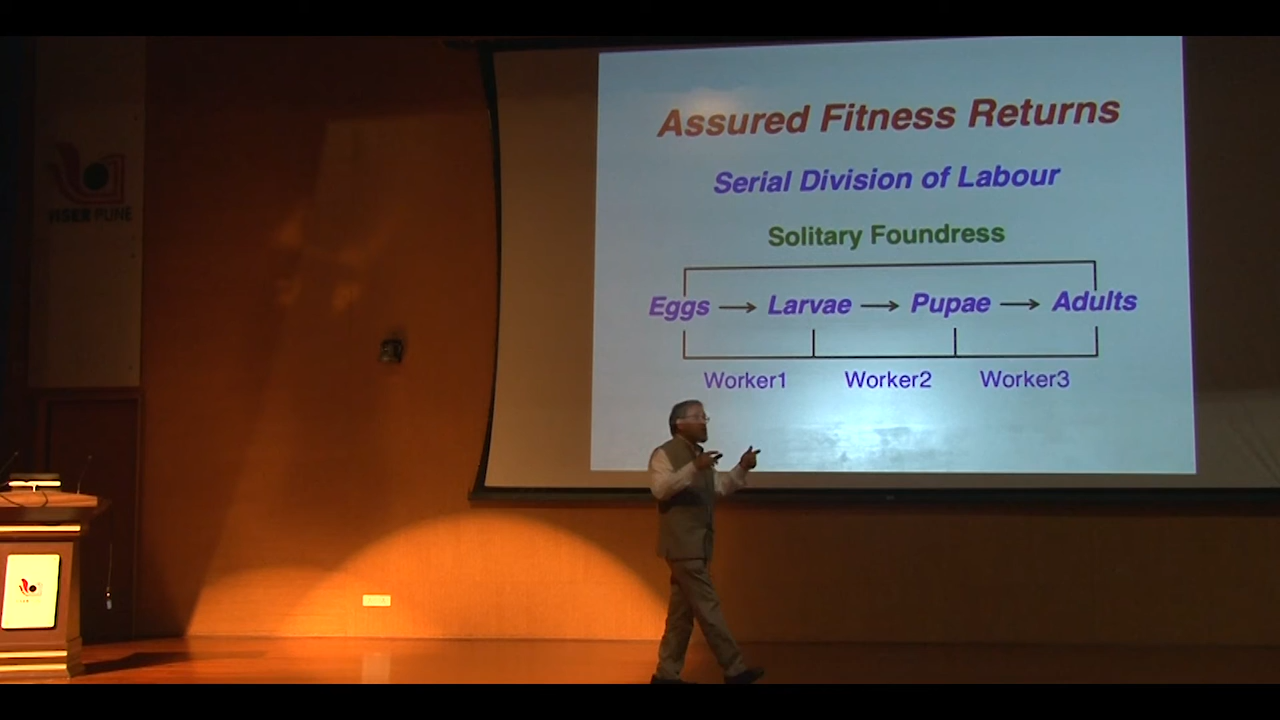 Assured Fitness Returns
Serial Division of Labour
Solitary Foundress
Eggs → Larvae → Pupae → Adults
Worker1 Worker2 Worker3
IISER PUNE